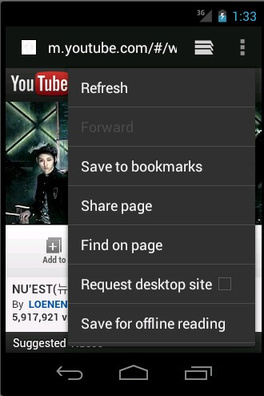 3G 1:33
m.youtube.com/#/w
YouTube
Refresh
Forward
Save to bookmarks
Share page
Find on page
Request desktop site
Save for offline reading
Add to
NU'EST(뉴
By LOENEN
5,917,921 v
Suggested